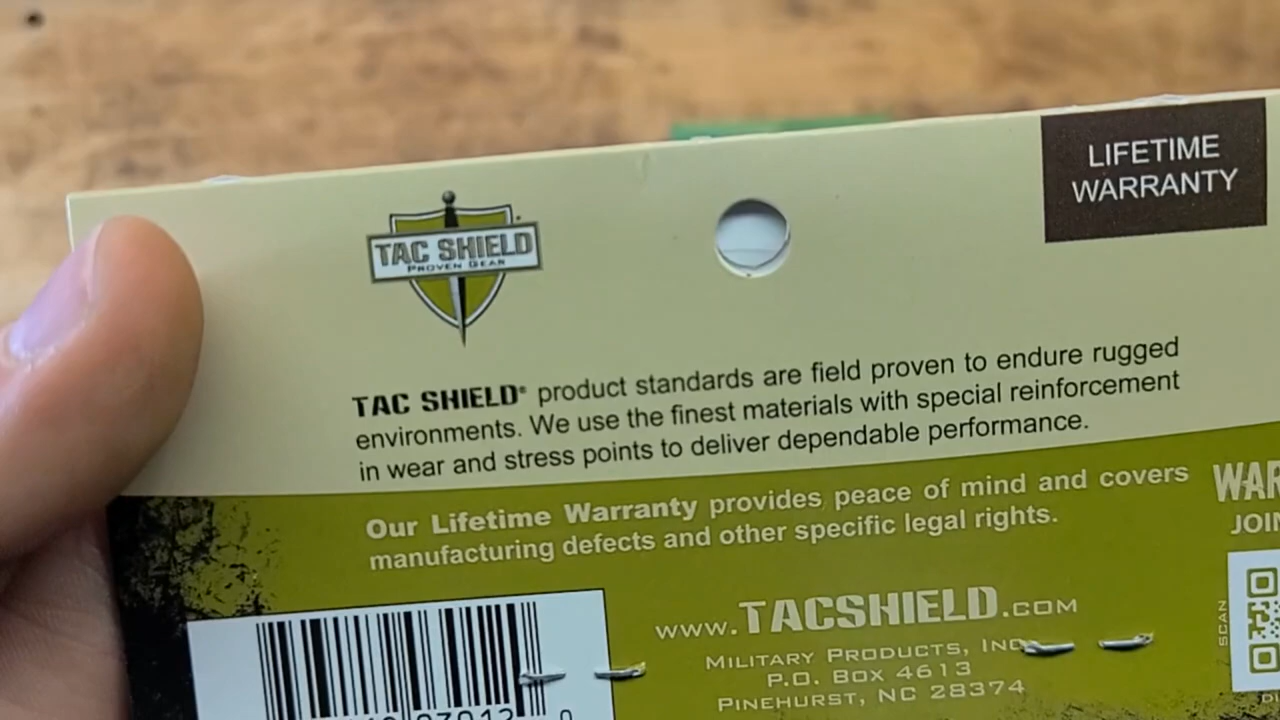 LIFETIME
WARRANTY
TAC SHIELD
PROVEN GEAR
TAC SHIELD® product standards are field proven to endure rugged
environments. We use the finest materials with special reinforcement
in wear and stress points to deliver dependable performance.
Our Lifetime Warranty provides peace of mind and covers
manufacturing defects and other specific legal rights.
WAR
JOIN
SCAN
www.TACSHIELD.com
MILITARY PRODUCTS, INC.
P.O. BOX 4613
PINEHURST, NC 28374